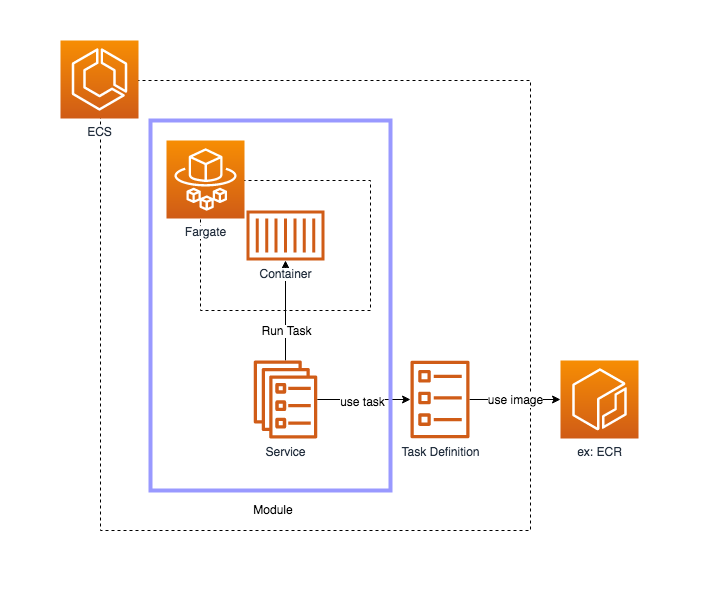 ECS
Fargate
Container
Run Task
use task
use image
Service
Task Definition
ex: ECR
Module